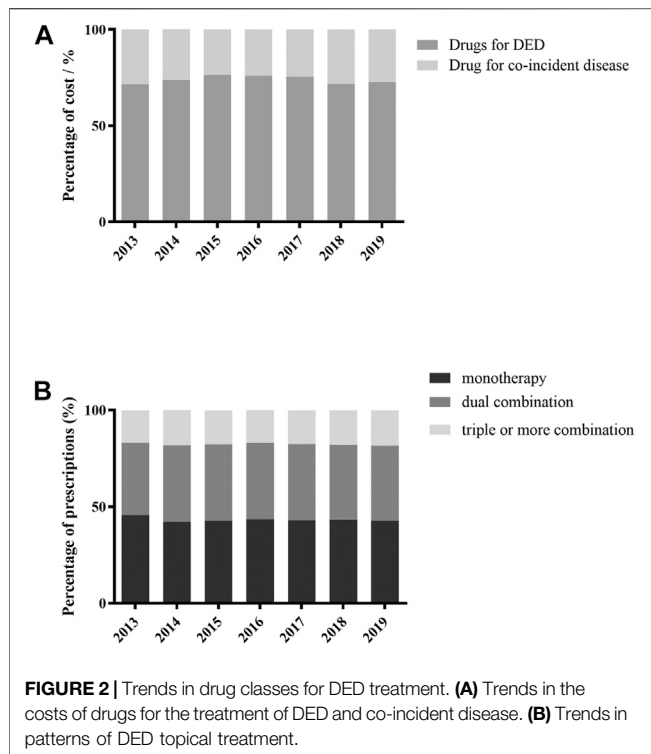 A
Percentage of cost / %
100
50
0
2013
2014
2015
2016
2017
2018
2019
Drugs for DED
Drug for co-incident disease
B
Percentage of prescriptions (%)
100
50
0
2013
2014
2015
2016
2017
2018
2019
monotherapy
dual combination
triple or more combination
FIGURE 2 | Trends in drug classes for DED treatment. (A) Trends in the
costs of drugs for the treatment of DED and co-incident disease. (B) Trends in
patterns of DED topical treatment.